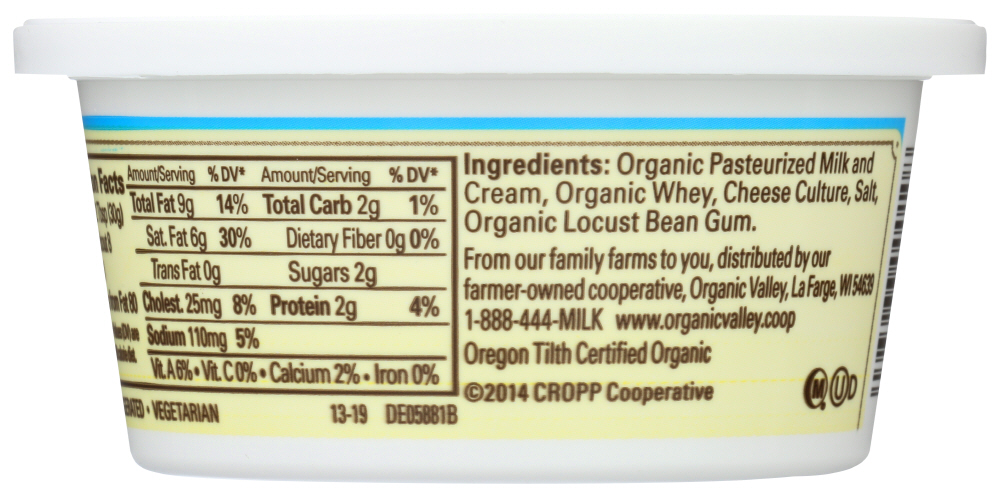 Facts
(30g)
Amount/Serving % DV* Amount/Serving % DV*
Total Fat 9g 14% Total Carb 2g 1%
Sat. Fat 6g 30% Dietary Fiber 0g 0%
Trans Fat 0g Sugars 2g
Fat 80 Cholest. 25mg 8% Protein 2g 4%
Sodium 110mg 5%
Vit. A 6% • Vit. C 0% • Calcium 2% • Iron 0%
• VEGETARIAN 13-19 DE05881B
Ingredients: Organic Pasteurized Milk and
Cream, Organic Whey, Cheese Culture, Salt,
Organic Locust Bean Gum.
From our family farms to you, distributed by our
farmer-owned cooperative, Organic Valley, La Farge, WI 54639
1-888-444-MILK www.organicvalley.coop
Oregon Tilth Certified Organic
©2014 CROPP Cooperative
M U D